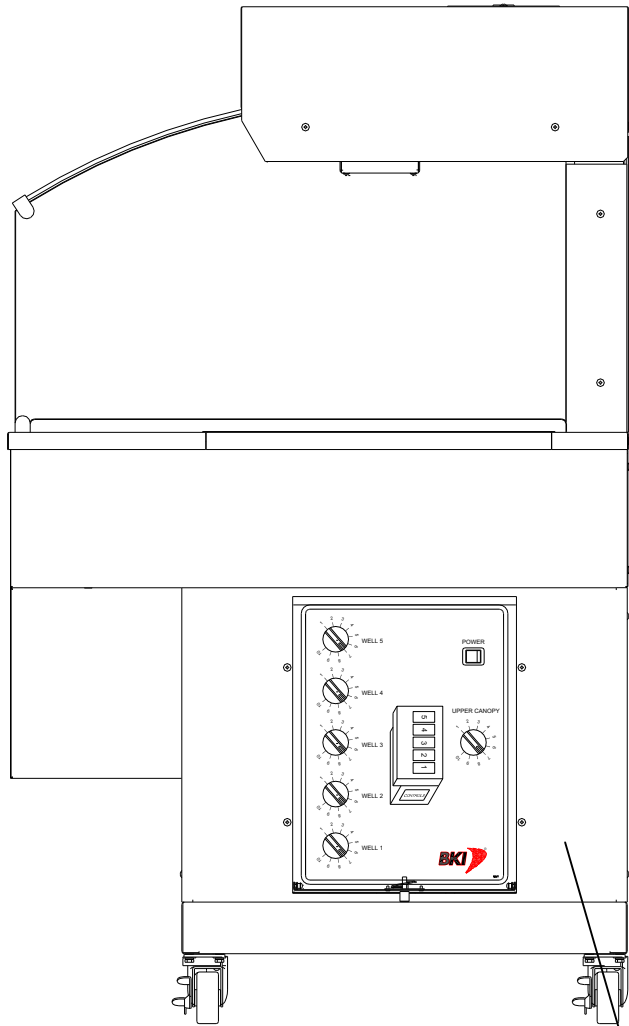 WELL 5
POWER
WELL 4
UPPER CANOPY
5
4
WELL 3
3
2
1
WELL 2
CONTROLS
WELL 1
BKI